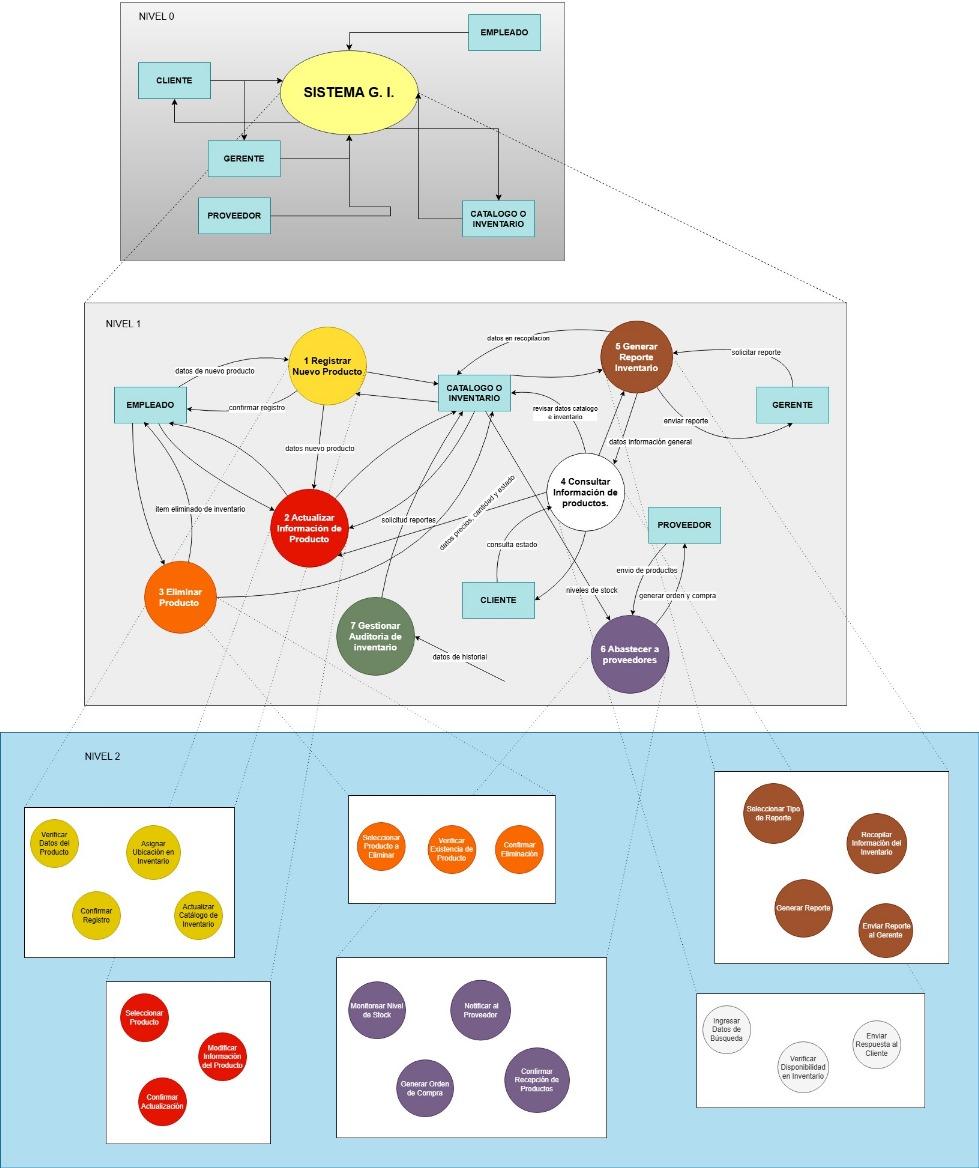 NIVEL 0
EMPLEADO
CLIENTE
SISTEMA G. I.
GERENTE
PROVEEDOR
CATALOGO O
INVENTARIO
NIVEL 1
datos en recopilacion
5 Generar
Reporte
Inventario
solicitar reporte
1 Registrar
Nuevo Producto
datos de nuevo producto
CATALOGO O
INVENTARIO
EMPLEADO
GERENTE
confirmar registro
revisar datos catalogo
e inventario
enviar reporte
datos información general
datos nuevo producto
4 Consultar
Información de
productos.
item eliminado de inventario
2 Actualizar
Información de
Producto
solicitud reportes
datos precios, cantidad y estado
PROVEEDOR
consulta estado
envio de productos
3 Eliminar
Producto
CLIENTE
niveles de stock
generar orden y compra
7 Gestionar
Auditoria de
inventario
datos de historial
6 Abastecer a
proveedores
NIVEL 2
Verificar
Datos del
Producto
Asignar
Ubicación en
Inventario
Confirmar
Registro
Actualizar
Catálogo de
Inventario
Seleccionar
Producto a
Eliminar
Verificar
Existencia de
Producto
Confirmar
Eliminación
Seleccionar Tipo
de Reporte
Recopilar
Información del
Inventario
Generar Reporte
Enviar Reporte
al Gerente
Seleccionar
Producto
Modificar
Información
del Producto
Confirmar
Actualización
Monitorear Nivel
de Stock
Notificar al
Proveedor
Generar Orden
de Compra
Confirmar
Recepción de
Productos
Ingresar
Datos de
Búsqueda
Verificar
Disponibilidad
en Inventario
Enviar
Respuesta al
Cliente